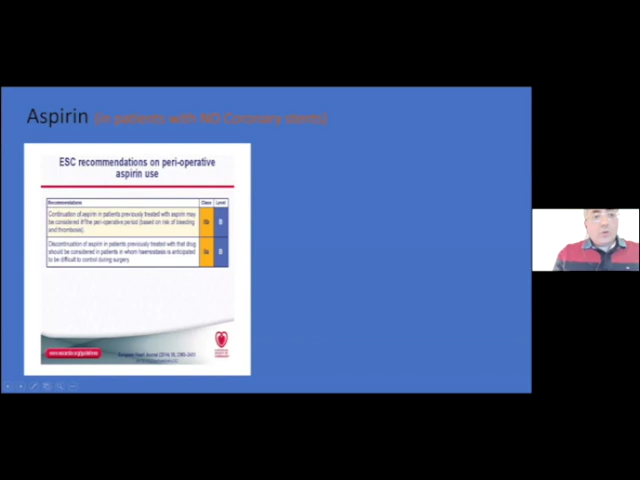 Aspirin (in patients with NO Coronary stents)
ESC recommendations on peri-operative
aspirin use
Recommendations Class Level
Continuation of aspirin in patients previously treated with aspirin may
be considered in the peri-operative period (based on risk of bleeding
and thrombosis).
IIb B
Discontinuation of aspirin in patients previously treated with that drug
should be considered in patients in whom haemostasis is anticipated
to be difficult to control during surgery.
IIa B
www.escardio.org/guidelines
European Heart Journal (2014)